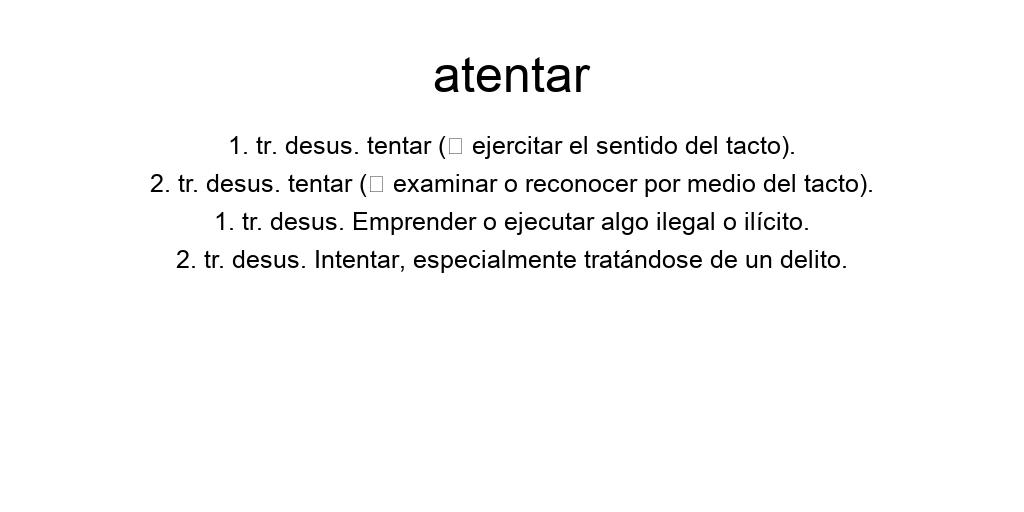 atentar
1. tr. desus. tentar (□ ejercitar el sentido del tacto).
2. tr. desus. tentar (□ examinar o reconocer por medio del tacto).
1. tr. desus. Emprender o ejecutar algo ilegal o ilícito.
2. tr. desus. Intentar, especialmente tratándose de un delito.